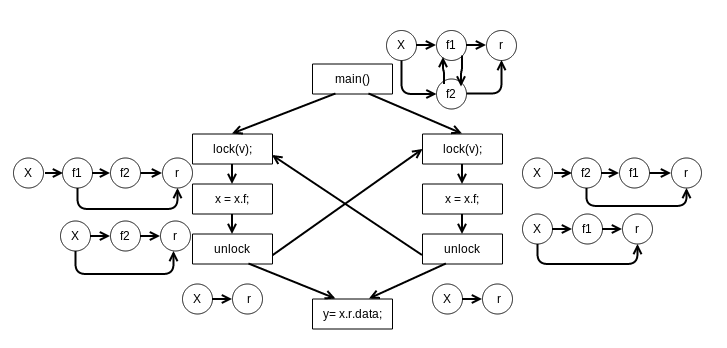 X f1 r
main()
f2
lock(v);
lock(v);
X f1 f2 r
X f2 f1 r
x = x.f;
x = x.f;
X f2 r
X f1 r
unlock
unlock
X r
X r
y= x.r.data;